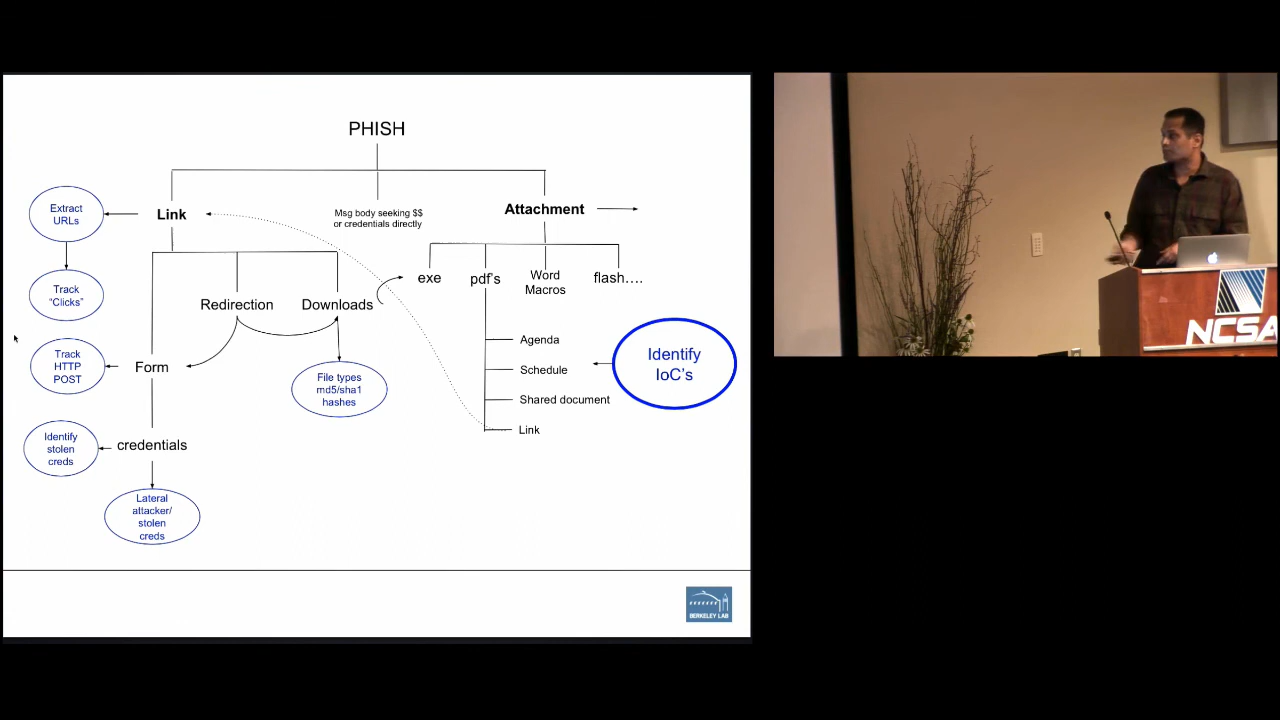 PHISH
Extract
URLs
Link
Msg body seeking $$
or credentials directly
Attachment
Track
"Clicks"
Redirection
Downloads
exe
pdf's
Word
Macros
flash....
Track
HTTP
POST
Form
File types
md5/sha1
hashes
Agenda
Schedule
Shared document
Link
Identify
IoC's
Identify
stolen
creds
credentials
Lateral
attacker/
stolen
creds
BERKELEY LAB
NCSA